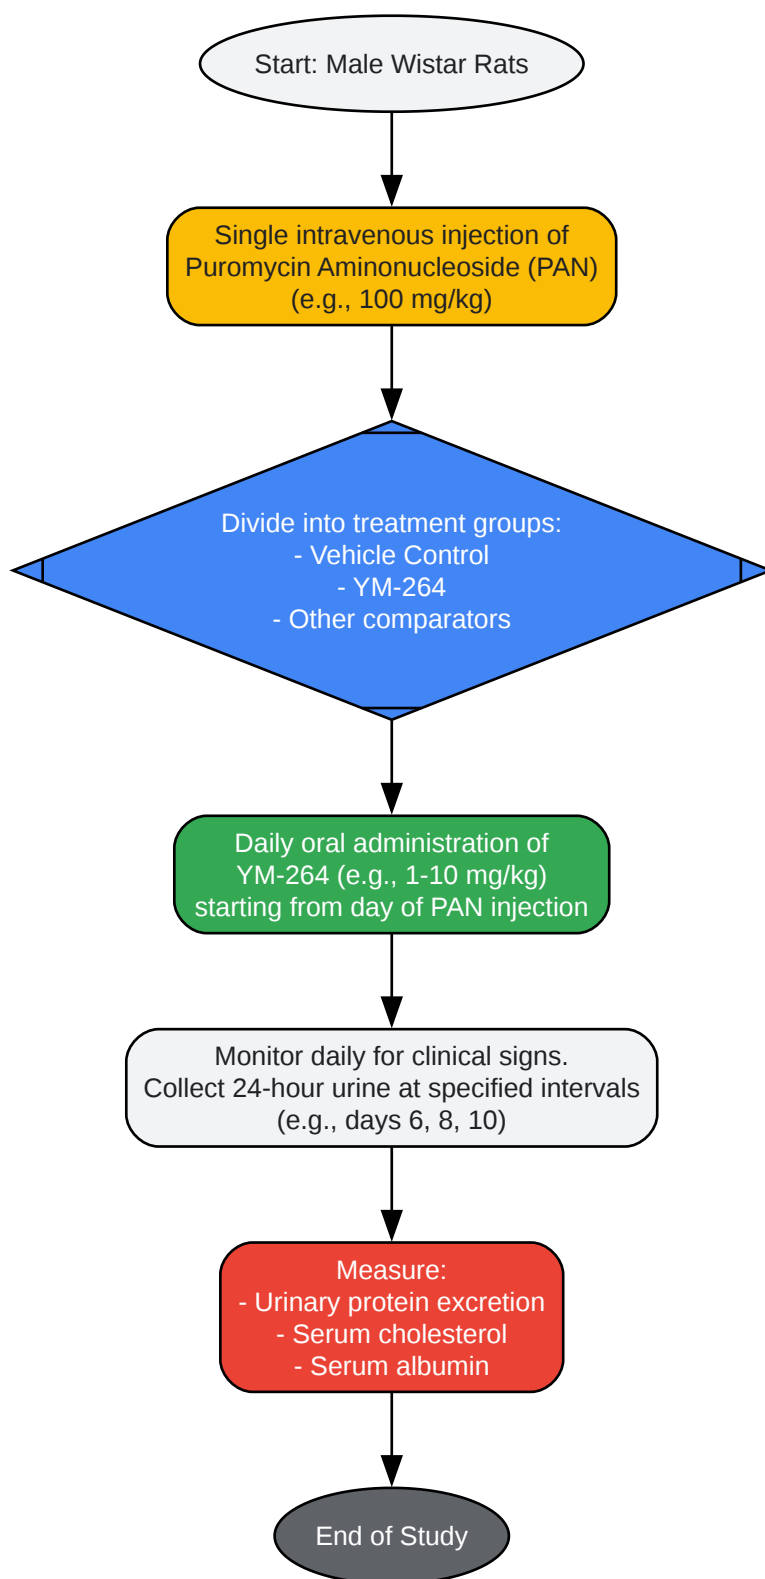 Start: Male Wistar Rats
Single intravenous injection of
Puromycin Aminonucleoside (PAN)
(e.g., 100 mg/kg)
Divide into treatment groups:
- Vehicle Control
- YM-264
- Other comparators
Daily oral administration of
YM-264 (e.g., 1-10 mg/kg)
starting from day of PAN injection
Monitor daily for clinical signs.
Collect 24-hour urine at specified intervals
(e.g., days 6, 8, 10)
Measure:
- Urinary protein excretion
- Serum cholesterol
- Serum albumin
End of Study